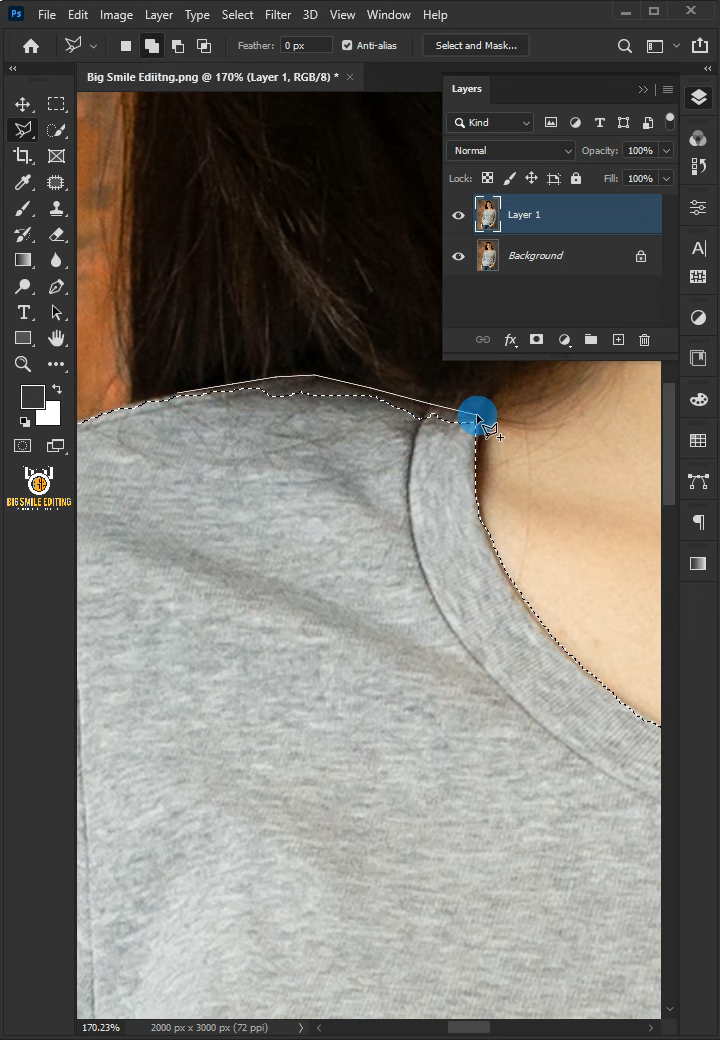 Ps File Edit Image Layer Type Select Filter 3D View Window Help
Feather: 0 px Anti-alias Select and Mask...
Big Smile Ediitng.png @ 170% (Layer 1, RGB/8) *
Layers
Kind
Normal Opacity: 100%
Lock: Fill: 100%
Layer 1
Background
fx
BIG SMILE EDITING
170.23% 2000 px x 3000 px (72 ppi)